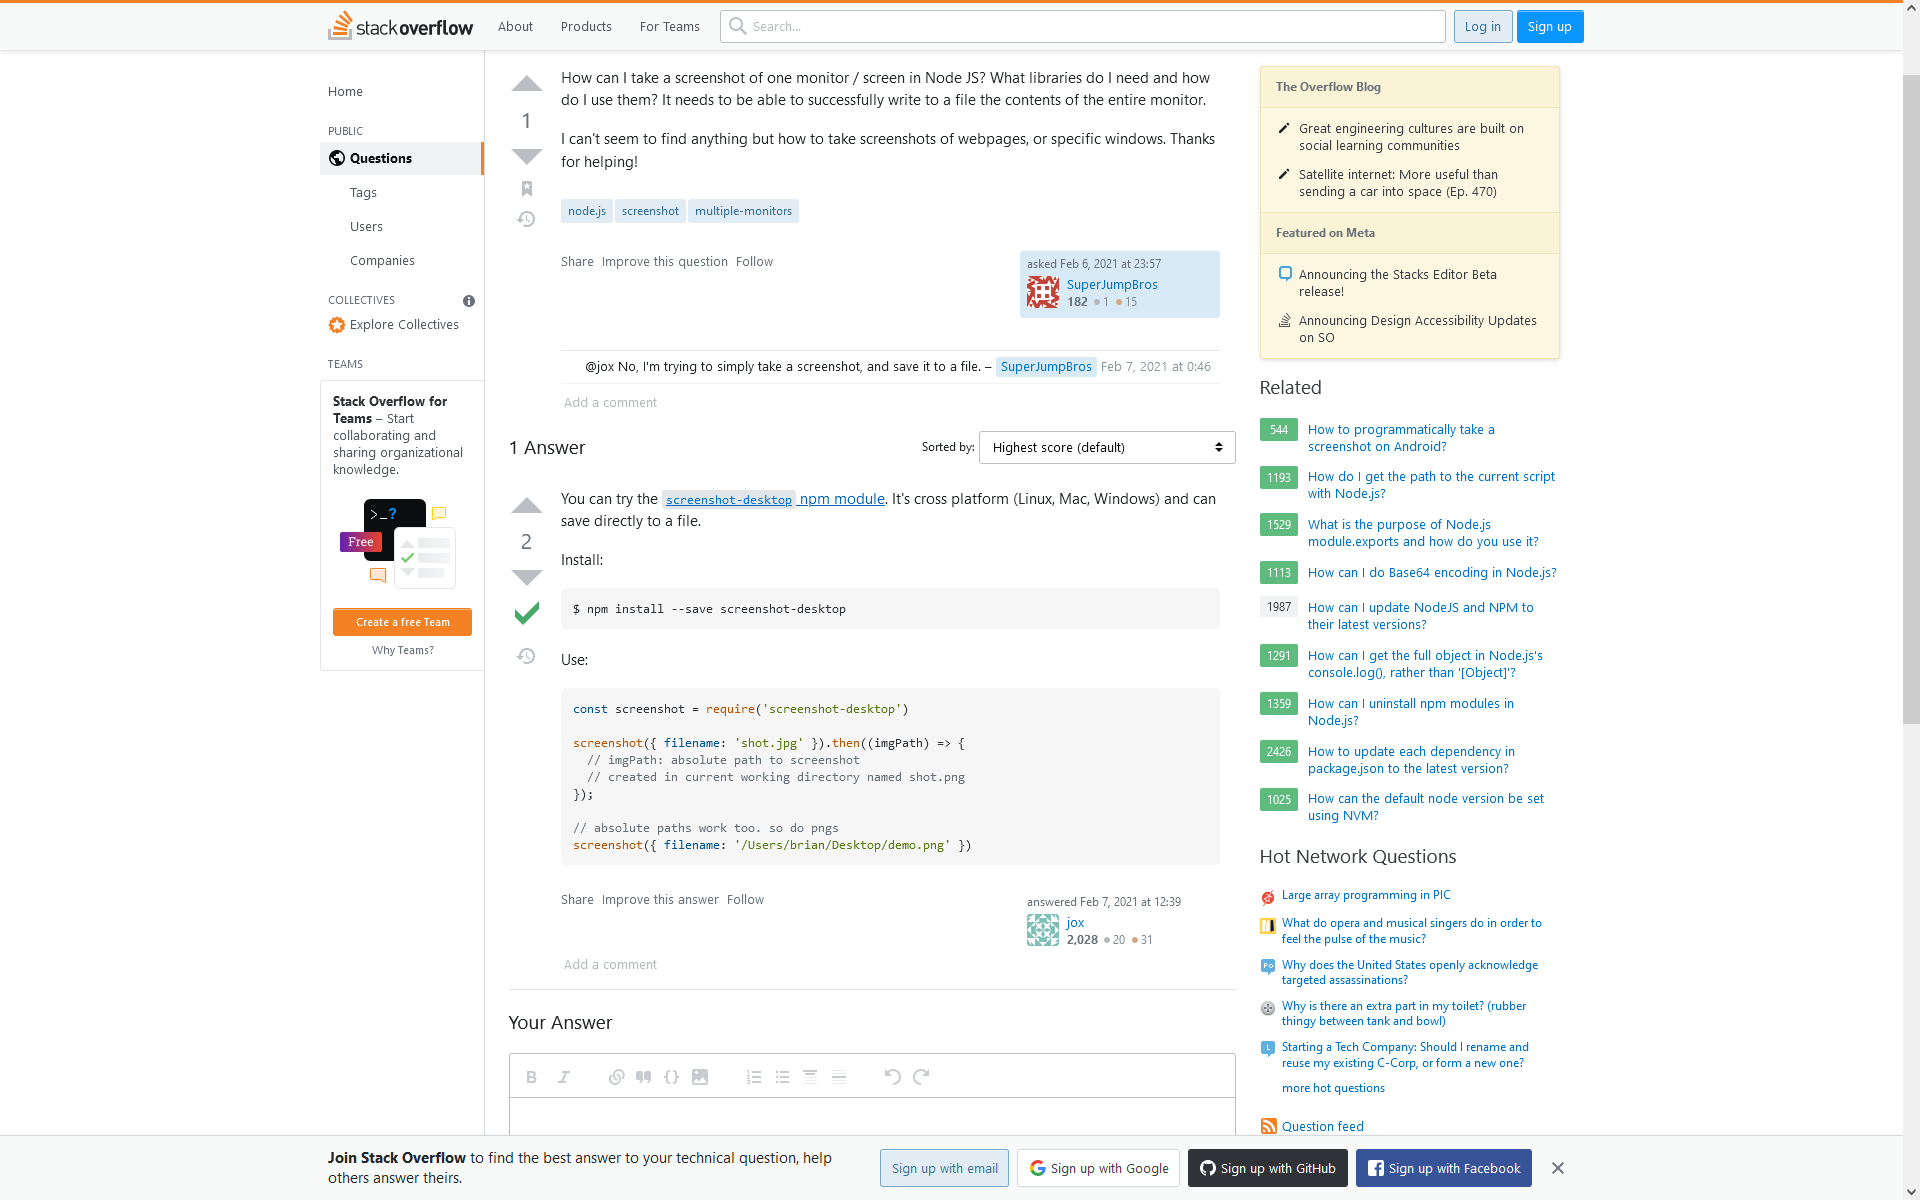 stack overflow
About
Products
For Teams
Search...
Log in
Sign up
Home
PUBLIC
Questions
Tags
Users
Companies
COLLECTIVES
Explore Collectives
TEAMS
Stack Overflow for
Teams – Start
collaborating and
sharing organizational
knowledge.
>_?
Free
Create a free Team
Why Teams?
How can I take a screenshot of one monitor / screen in Node JS? What libraries do I need and how
do I use them? It needs to be able to successfully write to a file the contents of the entire monitor.
1
I can't seem to find anything but how to take screenshots of webpages, or specific windows. Thanks
for helping!
node.js screenshot multiple-monitors
Share Improve this question Follow
asked Feb 6, 2021 at 23:57
SuperJumpBros
182 1 15
@jox No, I'm trying to simply take a screenshot, and save it to a file. – SuperJumpBros Feb 7, 2021 at 0:46
Add a comment
1 Answer
Sorted by: Highest score (default)
You can try the screenshot-desktop npm module. It's cross platform (Linux, Mac, Windows) and can
save directly to a file.
2
Install:
$ npm install --save screenshot-desktop
Use:
const screenshot = require('screenshot-desktop')
screenshot({ filename: 'shot.jpg' }).then((imgPath) => {
// imgPath: absolute path to screenshot
// created in current working directory named shot.png
});
// absolute paths work too. so do pngs
screenshot({ filename: '/Users/brian/Desktop/demo.png' })
Share Improve this answer Follow
answered Feb 7, 2021 at 12:39
jox
2,028 20 31
Add a comment
Your Answer
B I
The Overflow Blog
Great engineering cultures are built on
social learning communities
Satellite internet: More useful than
sending a car into space (Ep. 470)
Featured on Meta
Announcing the Stacks Editor Beta
release!
Announcing Design Accessibility Updates
on SO
Related
544 How to programmatically take a
screenshot on Android?
1193 How do I get the path to the current script
with Node.js?
1529 What is the purpose of Node.js
module.exports and how do you use it?
1113 How can I do Base64 encoding in Node.js?
1987 How can I update NodeJS and NPM to
their latest versions?
1291 How can I get the full object in Node.js's
console.log(), rather than '[Object]'?
1359 How can I uninstall npm modules in
Node.js?
2426 How to update each dependency in
package.json to the latest version?
1025 How can the default node version be set
using NVM?
Hot Network Questions
Large array programming in PIC
What do opera and musical singers do in order to
feel the pulse of the music?
Why does the United States openly acknowledge
targeted assassinations?
Why is there an extra part in my toilet? (rubber
thingy between tank and bowl)
Starting a Tech Company: Should I rename and
reuse my existing C-Corp, or form a new one?
more hot questions
Question feed
Join Stack Overflow to find the best answer to your technical question, help
others answer theirs.
Sign up with email
Sign up with Google
Sign up with GitHub
Sign up with Facebook